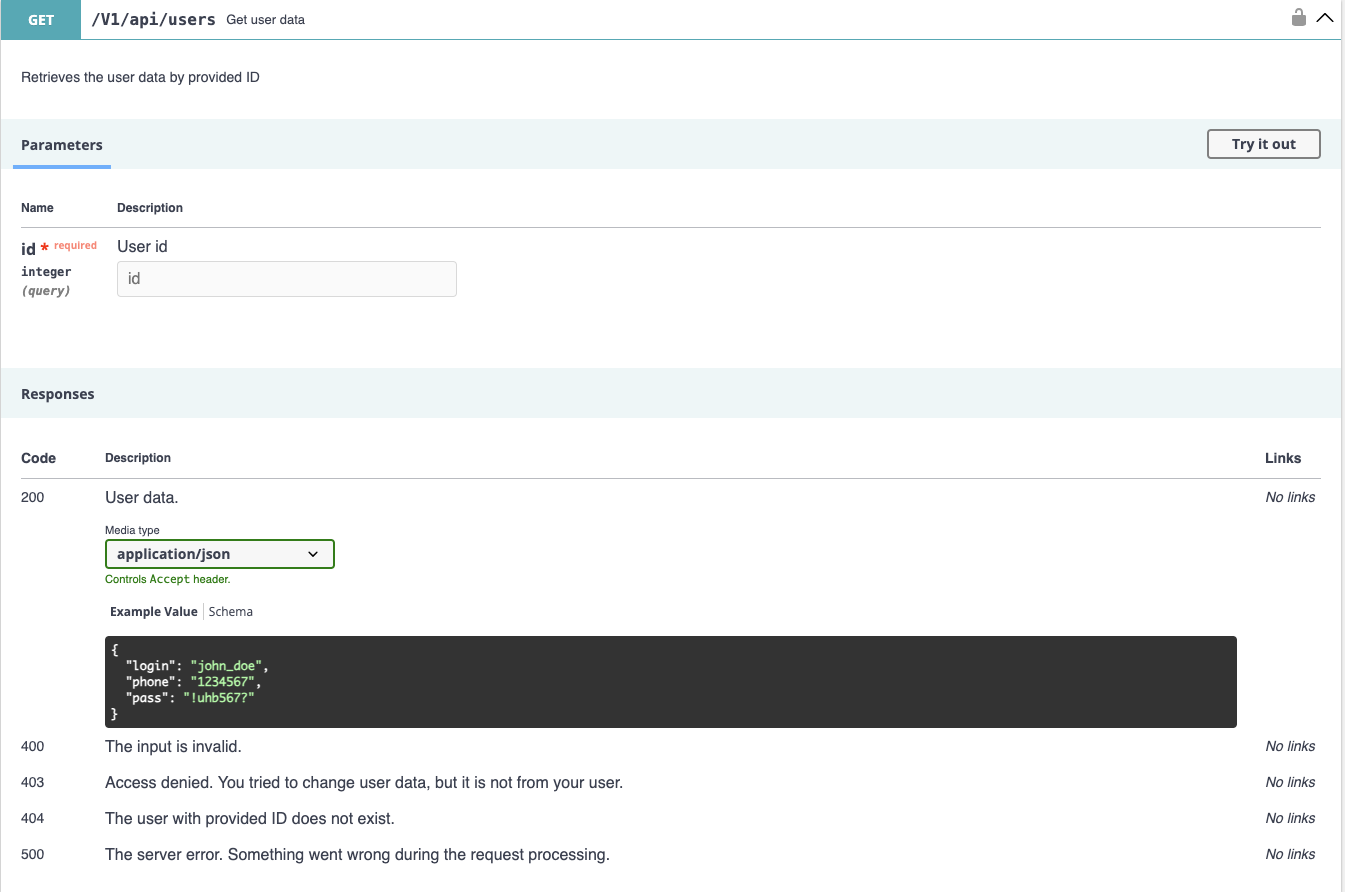 GET /V1/api/users Get user data
Retrieves the user data by provided ID
Parameters Try it out
Name Description
id * required User id
integer id
(query)
Responses
Code Description Links
200 User data. No links
Media type
application/json
Controls Accept header.
Example Value Schema
{
"login": "john_doe",
"phone": "1234567",
"pass": "!uhb567?"
}
400 The input is invalid. No links
403 Access denied. You tried to change user data, but it is not from your user. No links
404 The user with provided ID does not exist. No links
500 The server error. Something went wrong during the request processing. No links